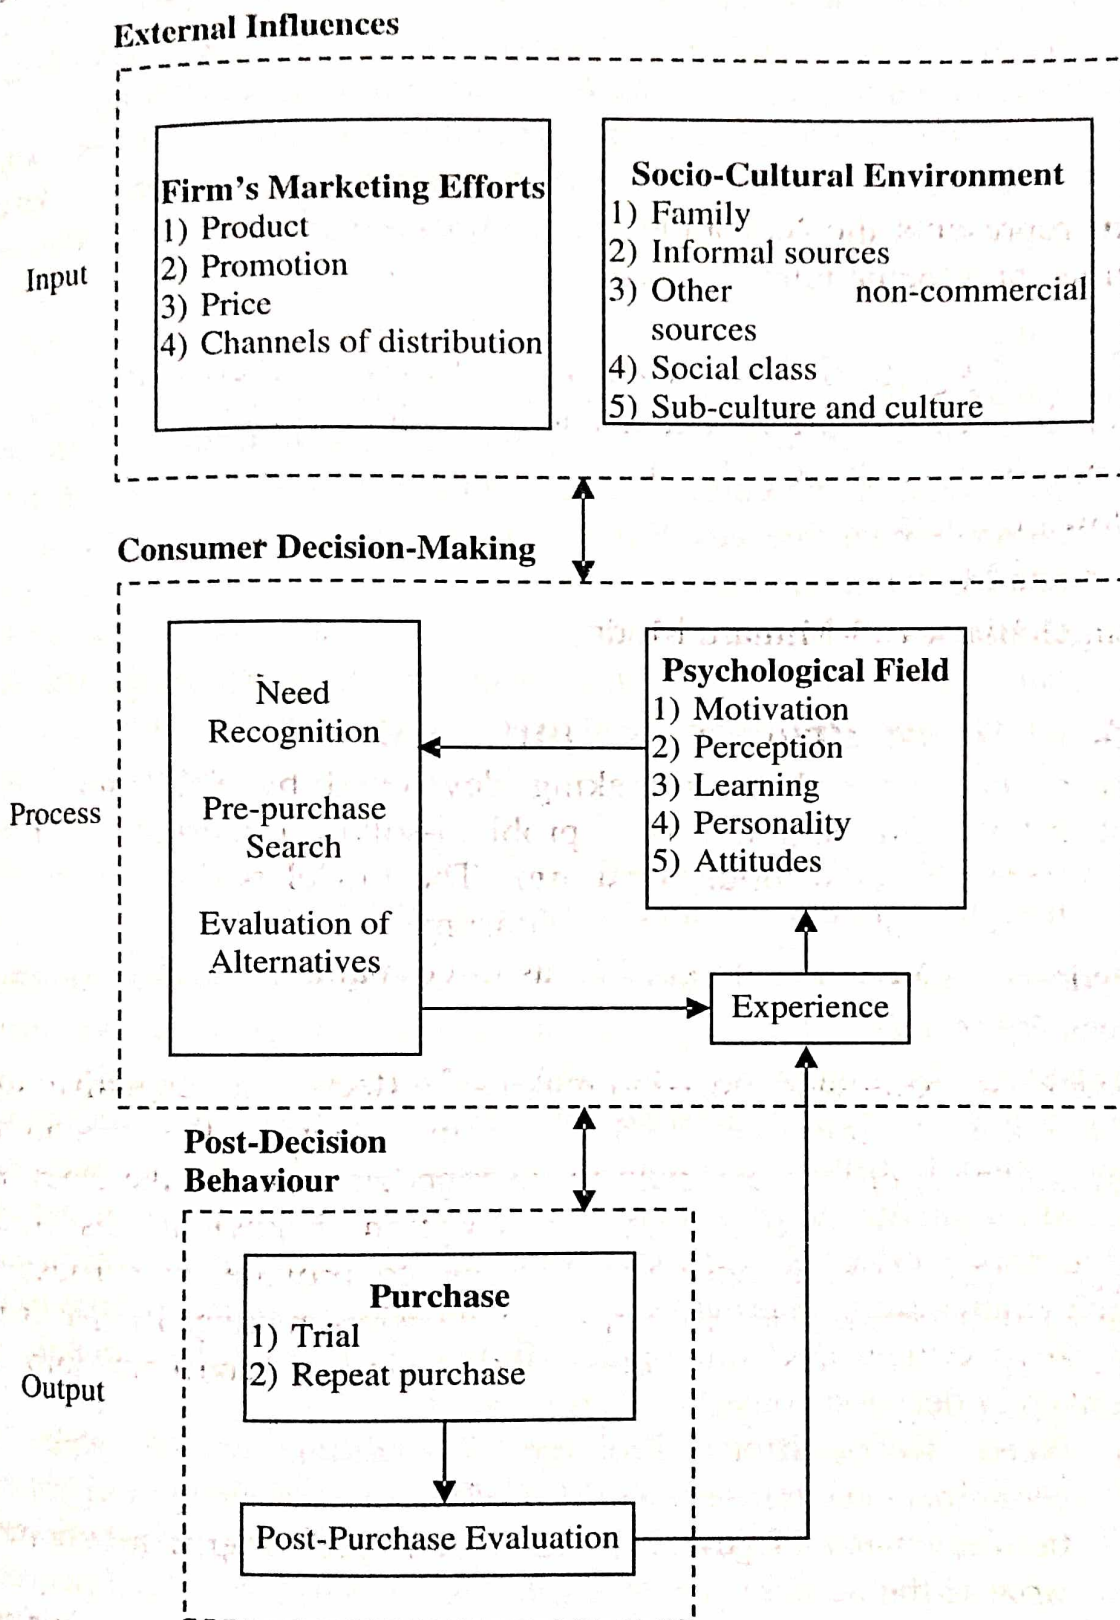 External Influences
Input
Firm's Marketing Efforts
1) Product
2) Promotion
3) Price
4) Channels of distribution
Socio-Cultural Environment
1) Family
2) Informal sources
3) Other non-commercial
sources
4) Social class
5) Sub-culture and culture
Consumer Decision-Making
Process
Need
Recognition
Pre-purchase
Search
Evaluation of
Alternatives
Psychological Field
1) Motivation
2) Perception
3) Learning
4) Personality
5) Attitudes
Experience
Post-Decision
Behaviour
Output
Purchase
1) Trial
2) Repeat purchase
Post-Purchase Evaluation